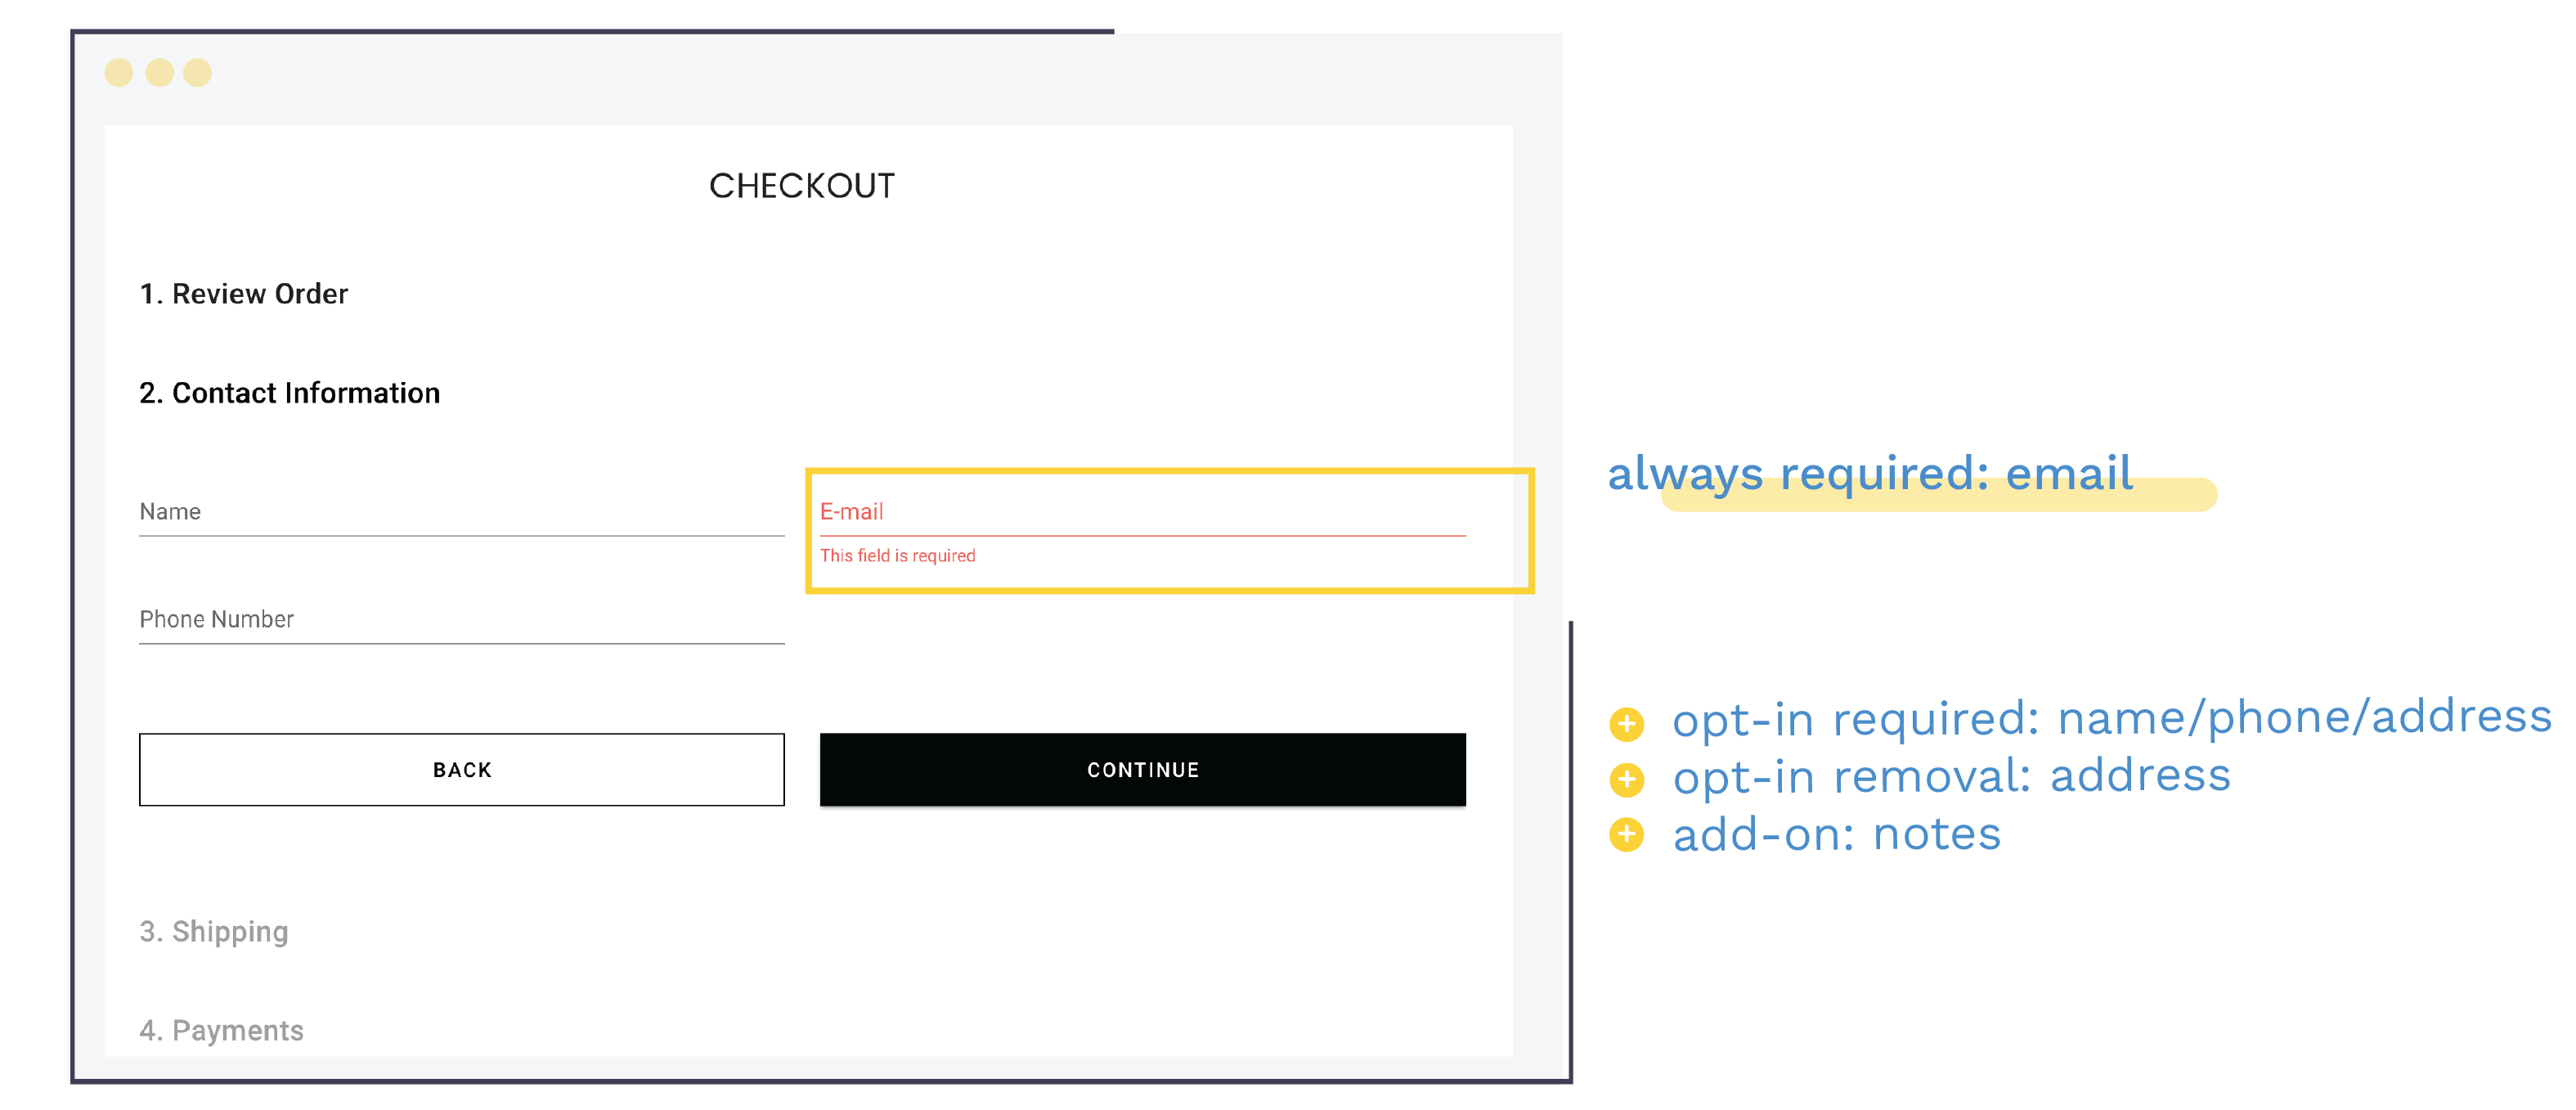 CHECKOUT
1. Review Order
2. Contact Information
Name
E-mail
This field is required
Phone Number
BACK
CONTINUE
3. Shipping
4. Payments
always required: email
opt-in required: name/phone/address
opt-in removal: address
add-on: notes